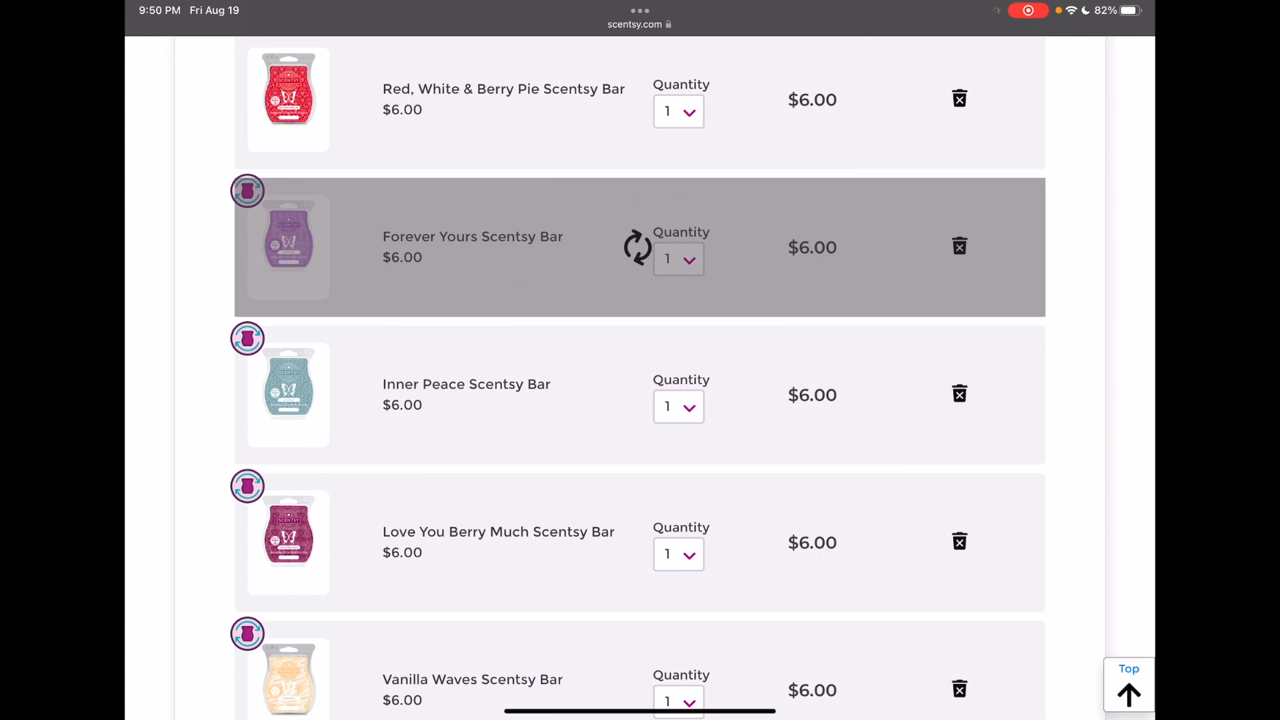 9:50 PM Fri Aug 19
82%
scentsy.com
Red, White & Berry Pie Scentsy Bar
$6.00
Quantity
1
$6.00
SCENTSY
Forever Yours Scentsy Bar
$6.00
Quantity
1
$6.00
Inner Peace Scentsy Bar
$6.00
Quantity
1
$6.00
Love You Berry Much Scentsy Bar
$6.00
Quantity
1
$6.00
Vanilla Waves Scentsy Bar
$6.00
Quantity
1
$6.00
Top